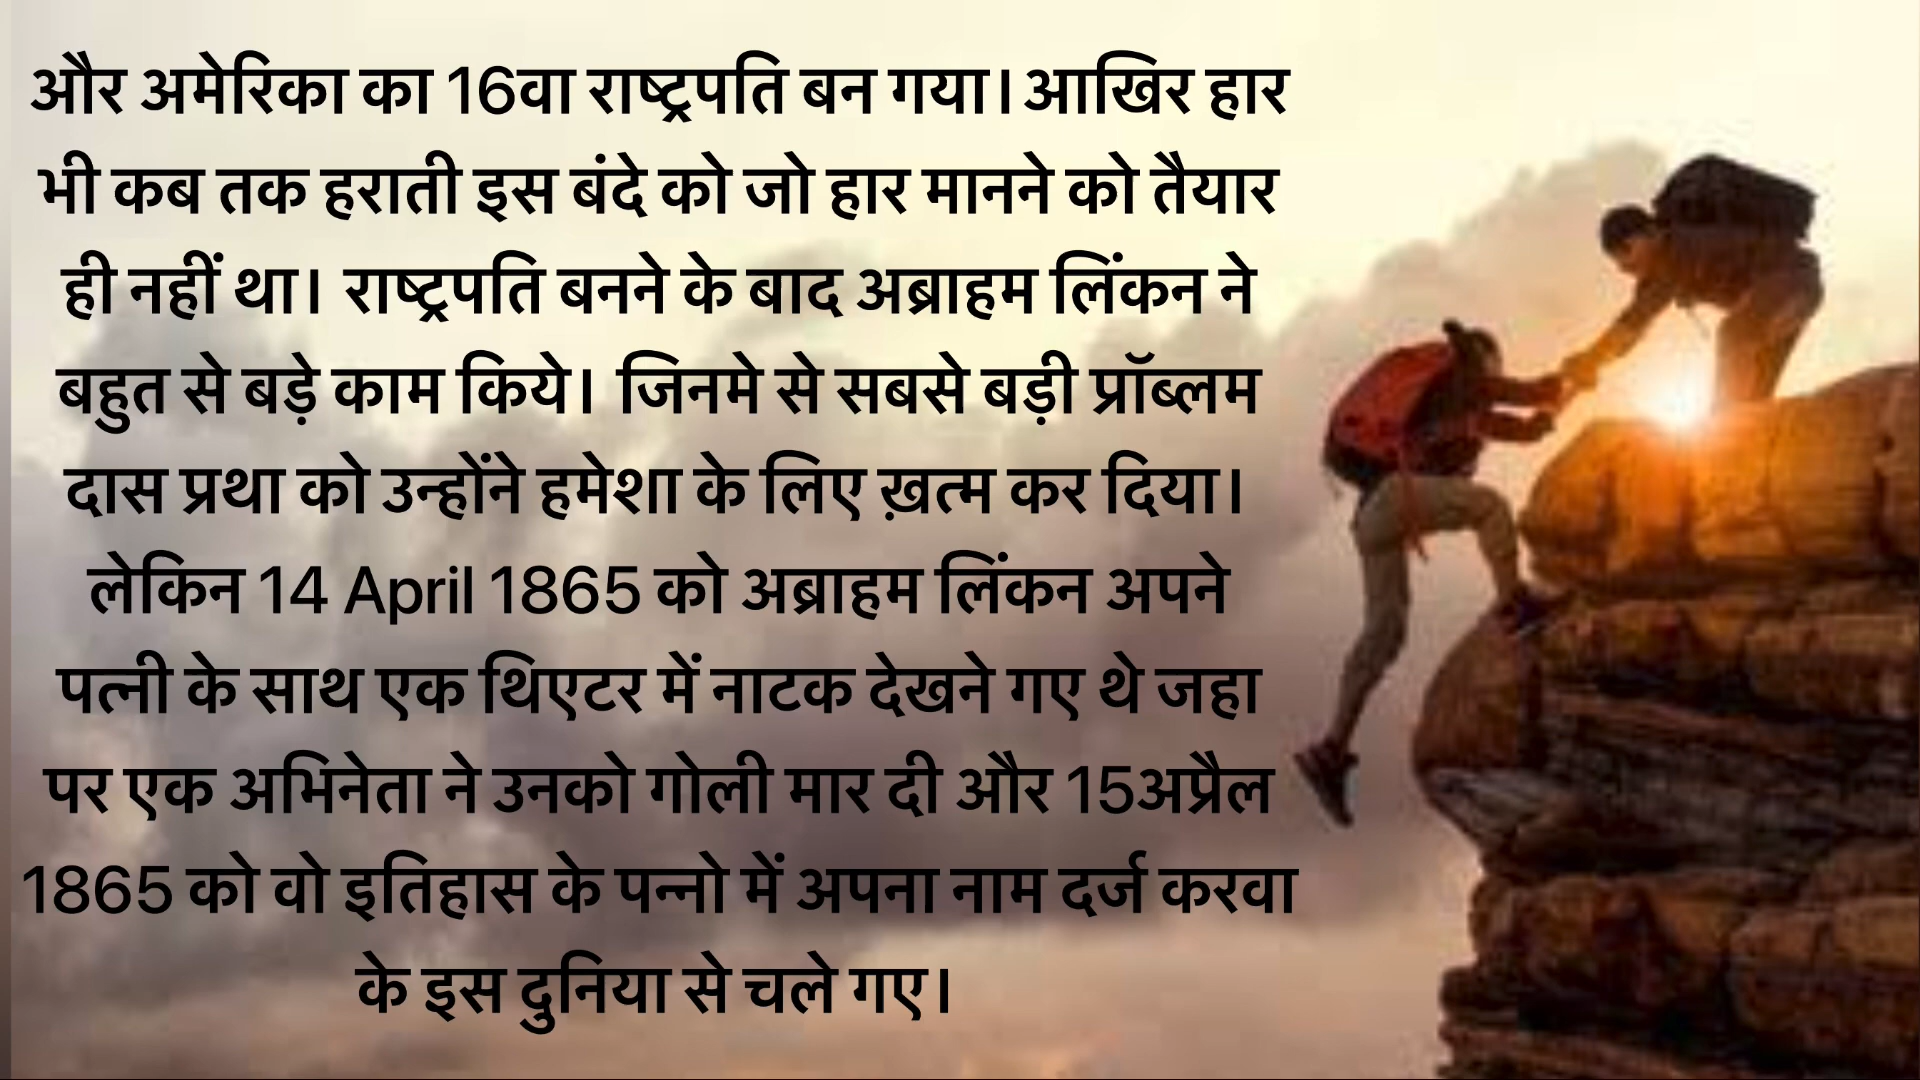 और अमेरिका का 16वा राष्ट्रपति बन गया। आखिर हार
भी कब तक हराती इस बंदे को जो हार मानने को तैयार
ही नहीं था। राष्ट्रपति बनने के बाद अब्राहम लिंकन ने
बहुत से बड़े काम किये। जिनमे से सबसे बड़ी प्रॉब्लम
दास प्रथा को उन्होंने हमेशा के लिए ख़त्म कर दिया।
लेकिन 14 April 1865 को अब्राहम लिंकन अपने
पत्नी के साथ एक थिएटर में नाटक देखने गए थे जहा
पर एक अभिनेता ने उनको गोली मार दी और 15अप्रैल
1865 को वो इतिहास के पन्नो में अपना नाम दर्ज करवा
के इस दुनिया से चले गए।